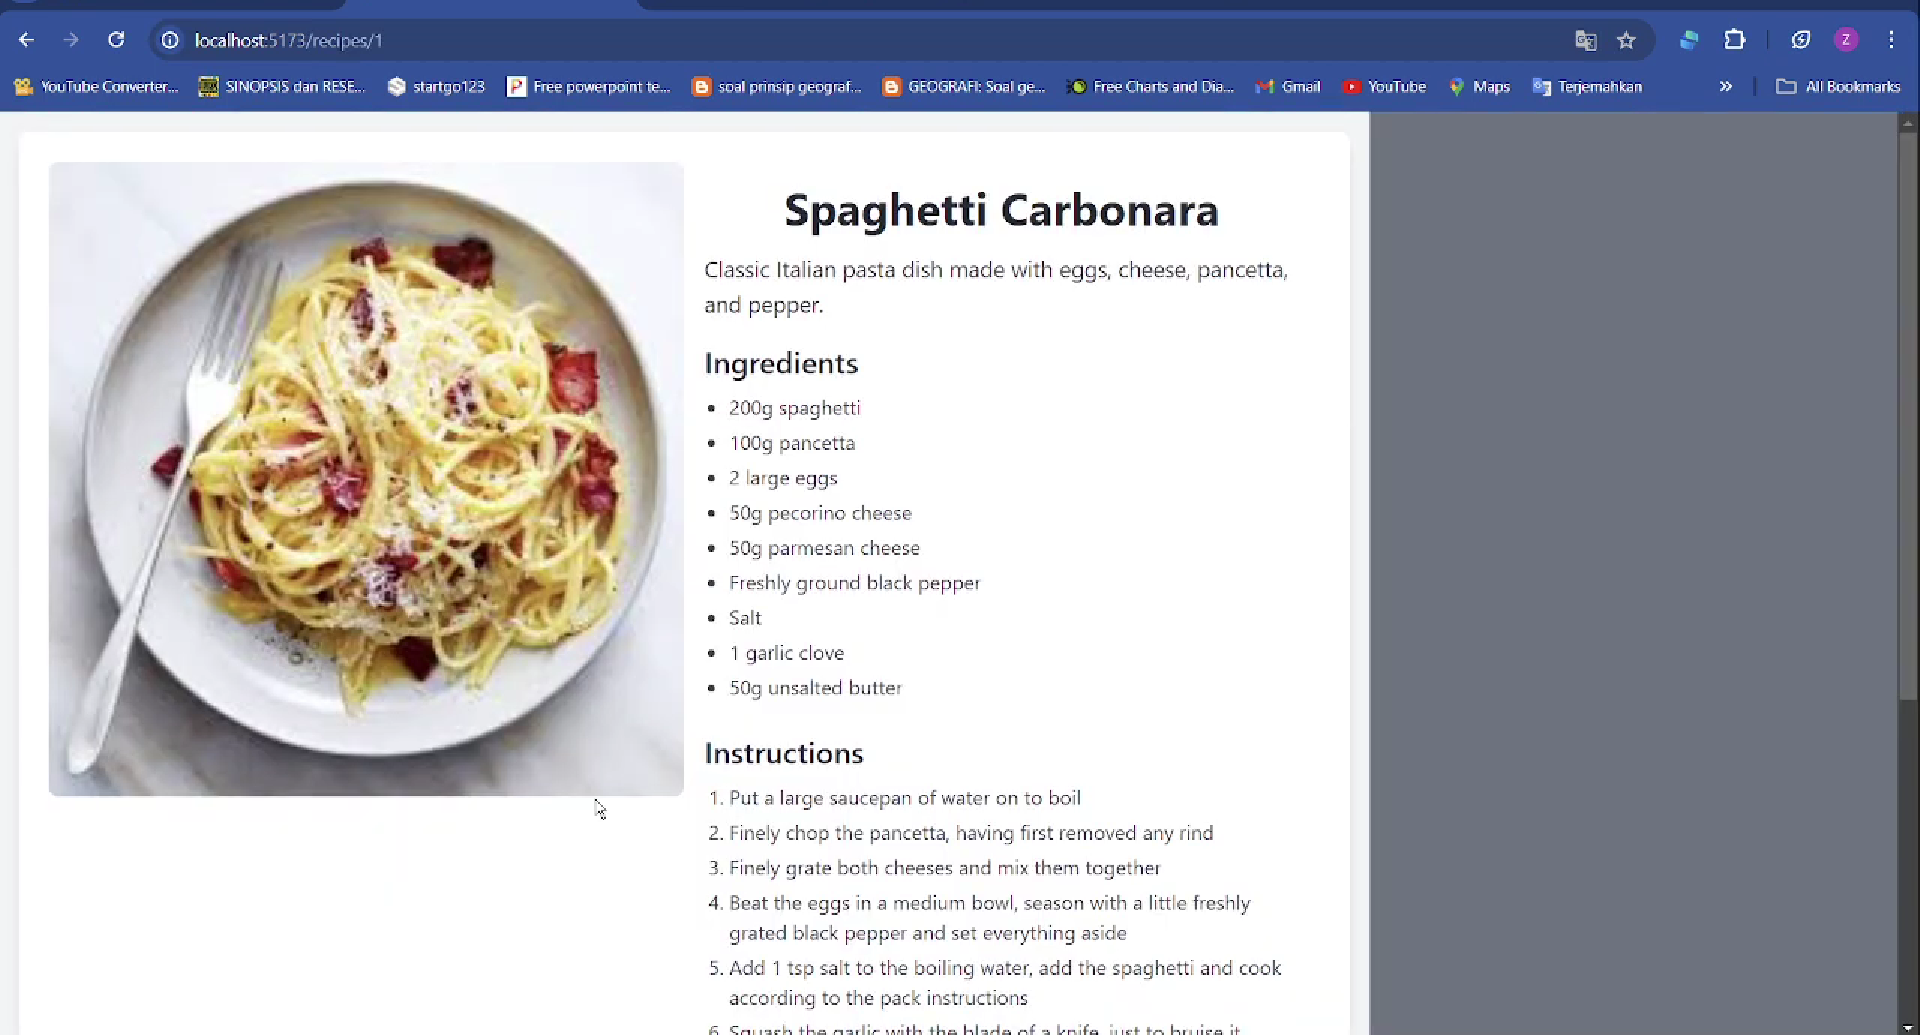 localhost:5173/recipes/1
Z
YouTube Converter...
SINOPSIS dan RESE...
startgo123
Free powerpoint te...
soal prinsip geograf...
GEOGRAFI: Soal ge...
Free Charts and Dia...
Gmail
YouTube
Maps
Terjemahkan
All Bookmarks
Spaghetti Carbonara
Classic Italian pasta dish made with eggs, cheese, pancetta,
and pepper.
Ingredients
• 200g spaghetti
• 100g pancetta
• 2 large eggs
• 50g pecorino cheese
• 50g parmesan cheese
• Freshly ground black pepper
• Salt
• 1 garlic clove
• 50g unsalted butter
Instructions
1. Put a large saucepan of water on to boil
2. Finely chop the pancetta, having first removed any rind
3. Finely grate both cheeses and mix them together
4. Beat the eggs in a medium bowl, season with a little freshly
grated black pepper and set everything aside
5. Add 1 tsp salt to the boiling water, add the spaghetti and cook
according to the pack instructions
6. Squash the garlic with the blade of a knife, just to bruise it